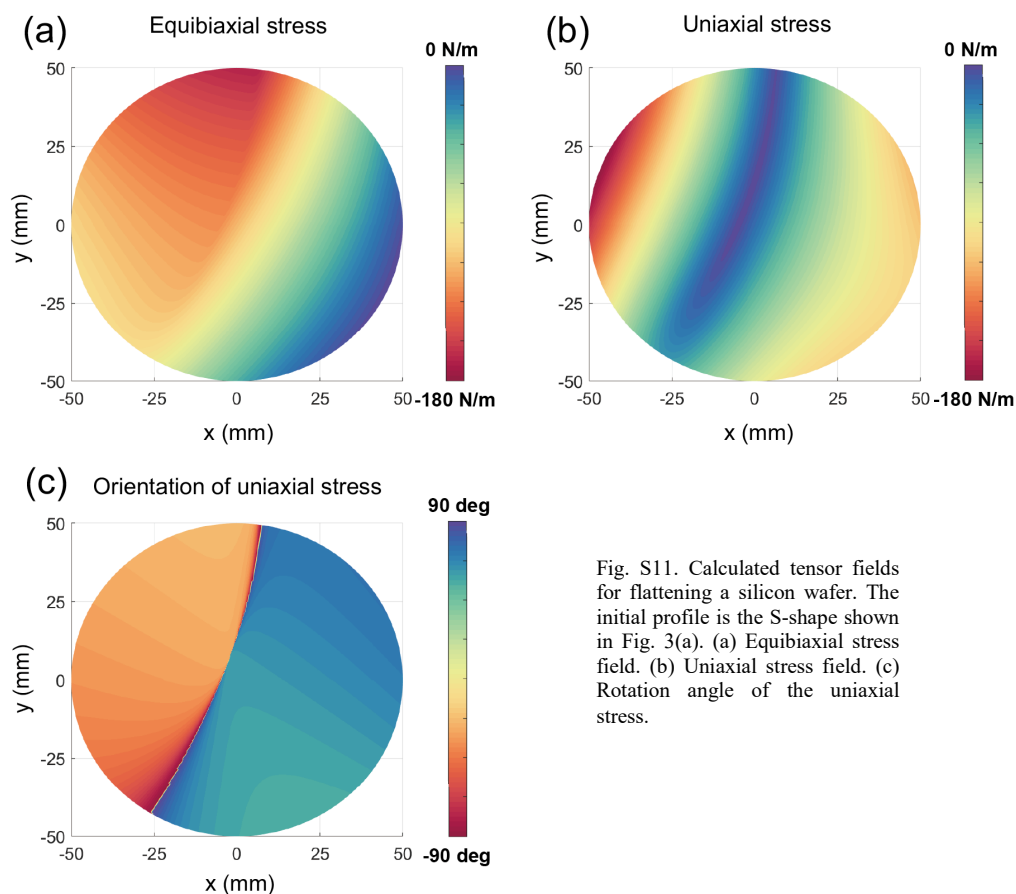 (a)
Equibiaxial stress
0 N/m
50
25
0
-25
-50
y (mm)
-50
-25
0
25
50
-180 N/m
x (mm)
(b)
Uniaxial stress
0 N/m
50
25
0
-25
-50
y (mm)
-50
-25
0
25
50
-180 N/m
x (mm)
(c)
Orientation of uniaxial stress
90 deg
50
25
0
-25
-50
y (mm)
-50
-25
0
25
50
-90 deg
x (mm)
Fig. S11. Calculated tensor fields
for flattening a silicon wafer. The
initial profile is the S-shape shown
in Fig. 3(a). (a) Equibiaxial stress
field. (b) Uniaxial stress field. (c)
Rotation angle of the uniaxial
stress.